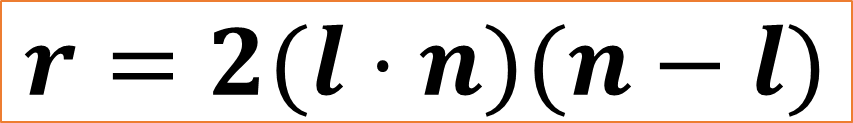 r = 2(l · n)(n − l)